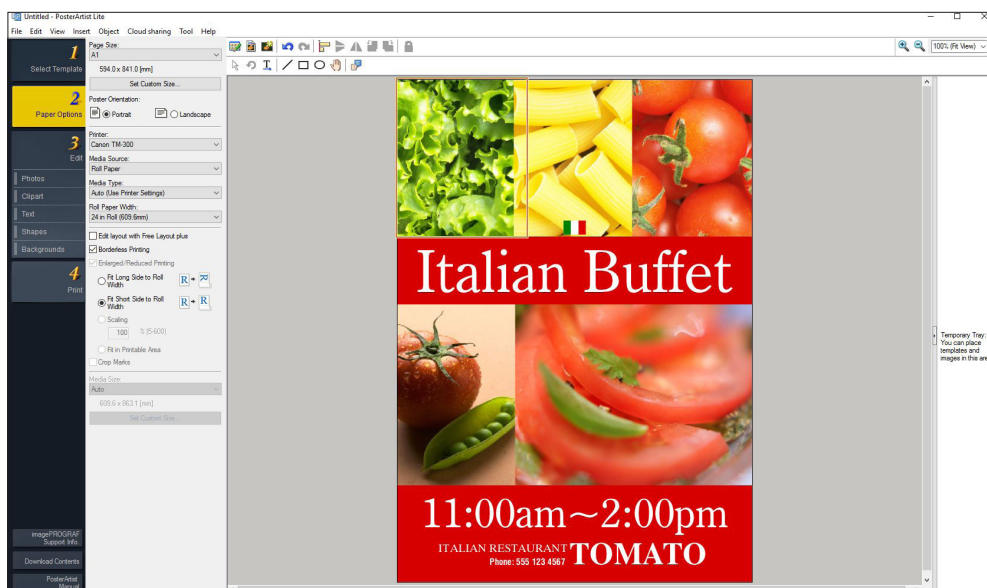 Untitled - PosterArtist Lite
File Edit View Insert Object Cloud sharing Tool Help
1
Select Template
2
Paper Options
3
Edit
Photos
Clipart
Text
Shapes
Backgrounds
4
Print
imagePROGRAF
Support Info.
Download Contents
PosterArtist
Manual
Page Size:
A1
594.0 x 841.0 [mm]
Set Custom Size...
Poster Orientation:
Portrait Landscape
Printer:
Canon TM-300
Media Source:
Roll Paper
Media Type:
Auto (Use Printer Settings)
Roll Paper Width:
24 in Roll (609.6mm)
Edit layout with Free Layout plus
Borderless Printing
Enlarged/Reduced Printing
Fit Long Side to Roll
Width
R R
Fit Short Side to Roll
Width
R R
Scaling
100 % (5-600)
Fit in Printable Area
Crop Marks
Media Size:
Auto
609.6 x 863.1 [mm]
Set Custom Size...
100% (Fit View)
Italian Buffet
11:00am~2:00pm
ITALIAN RESTAURANT TOMATO
Phone: 555 123 4567
Temporary Tray:
You can place
templates and
images in this are